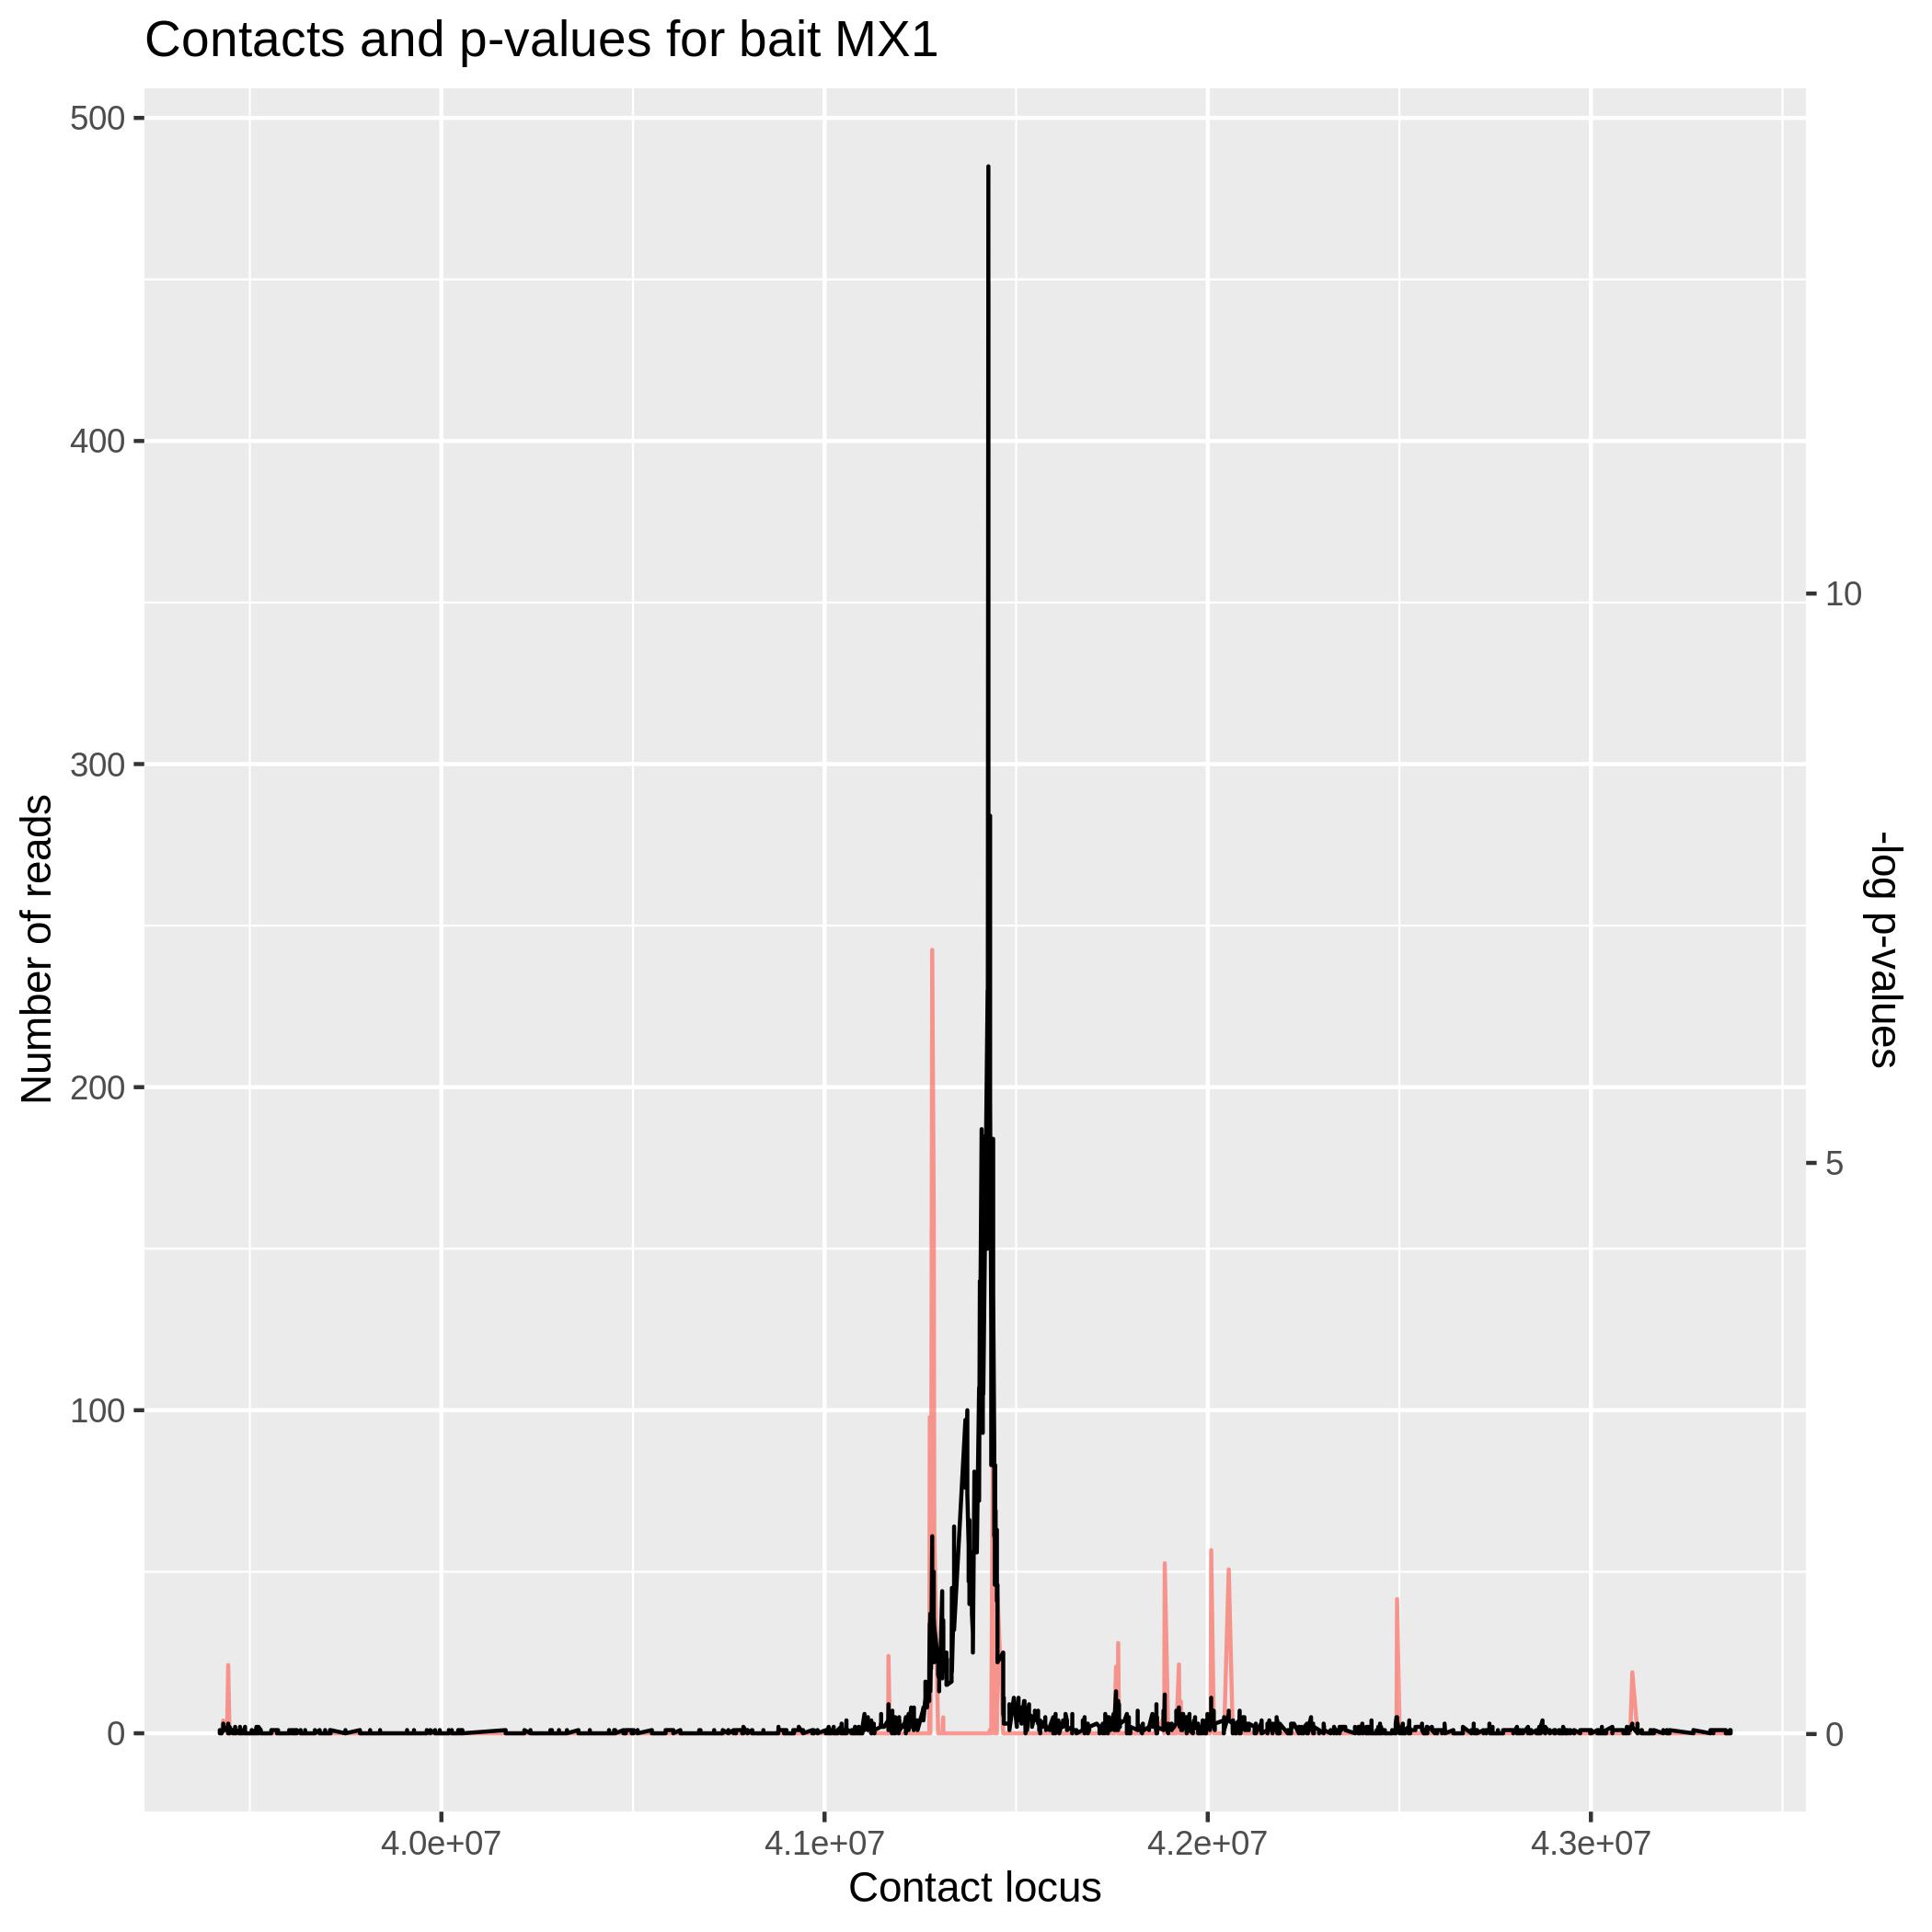 Contacts and p-values for bait MX1
500
400
300
200
100
0
Number of reads
10
5
0
-log p-values
4.0e+07
4.1e+07
4.2e+07
4.3e+07
Contact locus